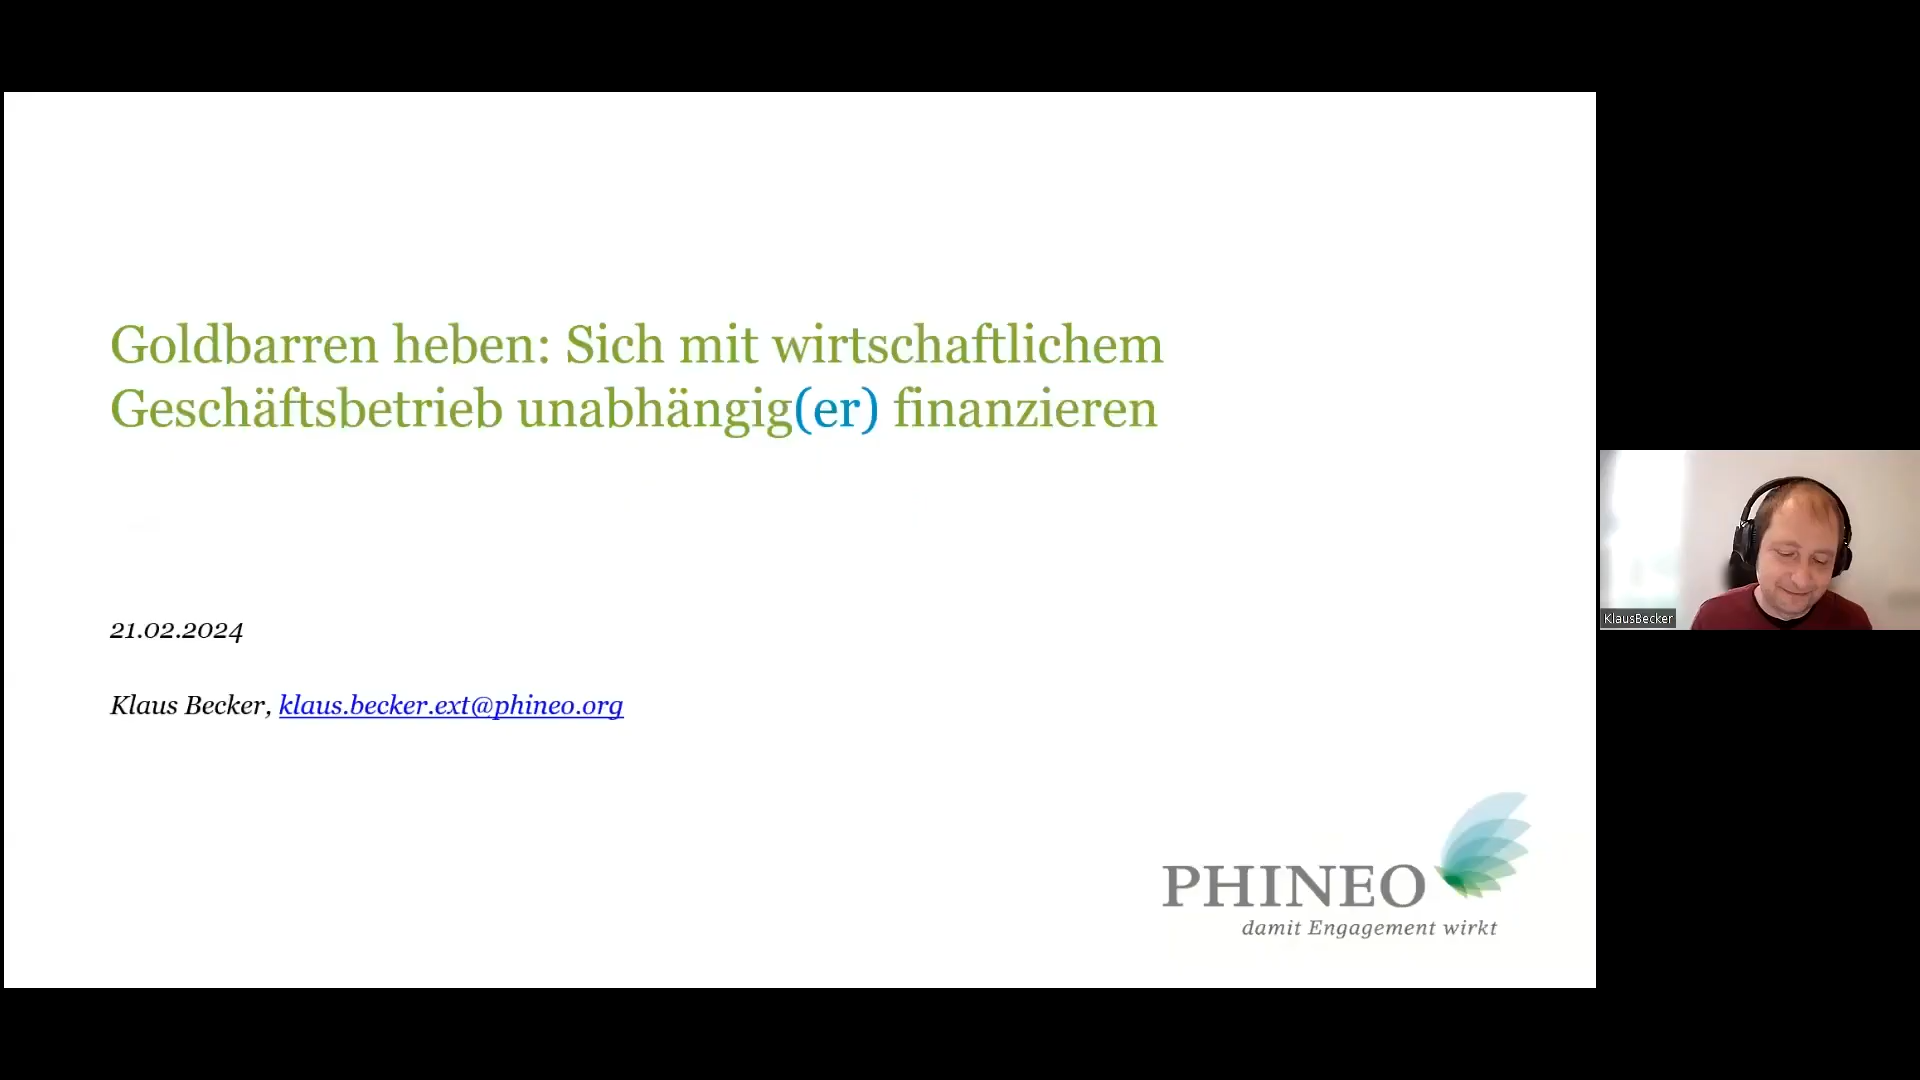 Goldbarren heben: Sich mit wirtschaftlichem
Geschäftsbetrieb unabhängig(er) finanzieren
21.02.2024
Klaus Becker, klaus.becker.ext@phineo.org
PHINEO
damit Engagement wirkt
KlausBecker